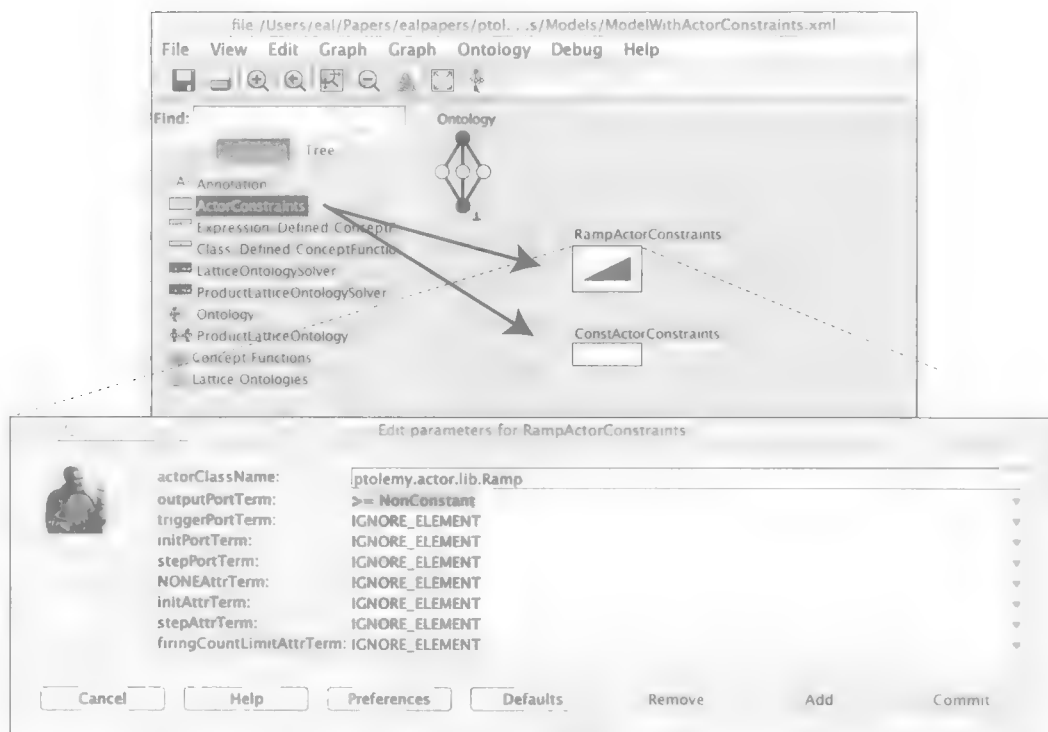 file /Users/eal/Papers/ealpapers/ptol. . .s/Models/ModelWithActorConstraints.xml
File View Edit Graph Graph Ontology Debug Help
Find:
Ontology
Tree
A Annotation
ActorConstraints
Expression Defined ConceptF
Class Defined ConceptFunctio
LatticeOntologySolver
ProductLatticeOntologySolver
Ontology
ProductLatticeOntology
Concept Functions
Lattice Ontologies
RampActorConstraints
ConstActorConstraints
Edit parameters for RampActorConstraints
actorClassName: ptolemy.actor.lib.Ramp
outputPortTerm: >= NonConstant
triggerPortTerm: IGNORE_ELEMENT
initPortTerm: IGNORE_ELEMENT
stepPortTerm: IGNORE_ELEMENT
NONEAttrTerm: IGNORE_ELEMENT
initAttrTerm: IGNORE_ELEMENT
stepAttrTerm: IGNORE_ELEMENT
firingCountLimitAttrTerm: IGNORE_ELEMENT
Cancel Help Preferences Defaults Remove Add Commit